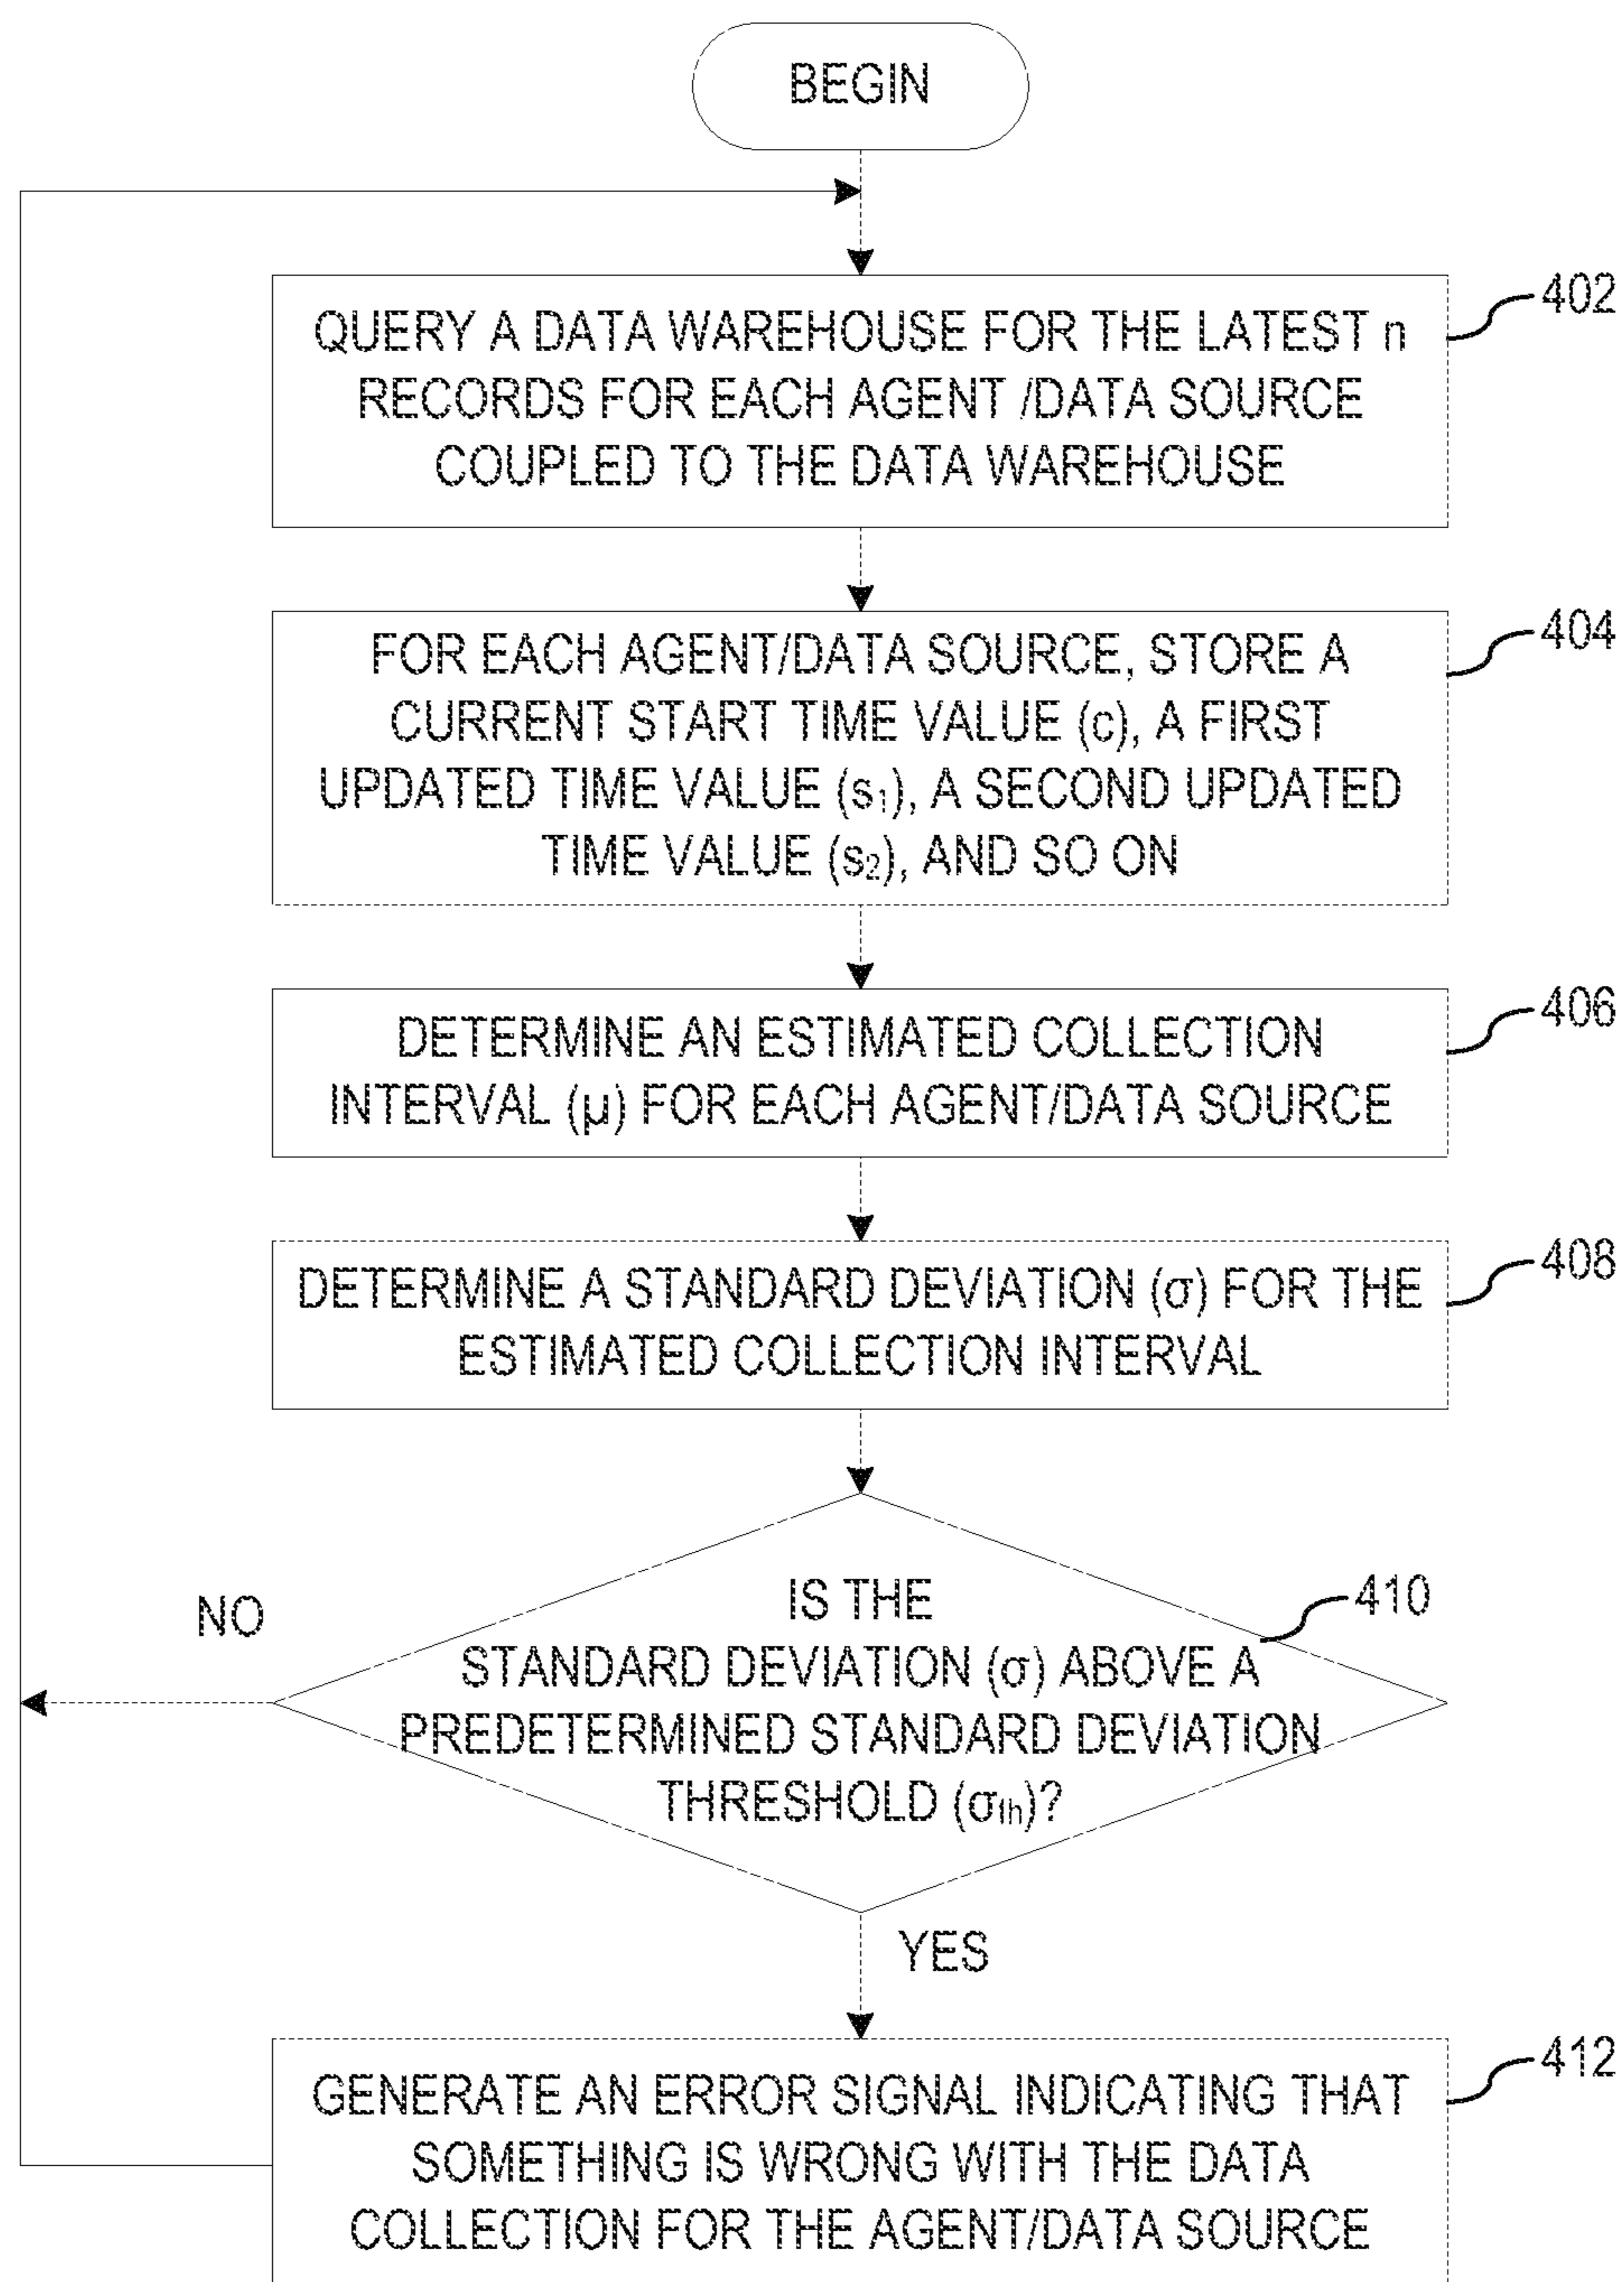 BEGIN
402
QUERY A DATA WAREHOUSE FOR THE LATEST n
RECORDS FOR EACH AGENT /DATA SOURCE
COUPLED TO THE DATA WAREHOUSE
404
FOR EACH AGENT/DATA SOURCE, STORE A
CURRENT START TIME VALUE (c), A FIRST
UPDATED TIME VALUE (s₁), A SECOND UPDATED
TIME VALUE (s₂), AND SO ON
406
DETERMINE AN ESTIMATED COLLECTION
INTERVAL (µ) FOR EACH AGENT/DATA SOURCE
408
DETERMINE A STANDARD DEVIATION (σ) FOR THE
ESTIMATED COLLECTION INTERVAL
410
NO
IS THE
STANDARD DEVIATION (σ) ABOVE A
PREDETERMINED STANDARD DEVIATION
THRESHOLD (σth)?
YES
412
GENERATE AN ERROR SIGNAL INDICATING THAT
SOMETHING IS WRONG WITH THE DATA
COLLECTION FOR THE AGENT/DATA SOURCE